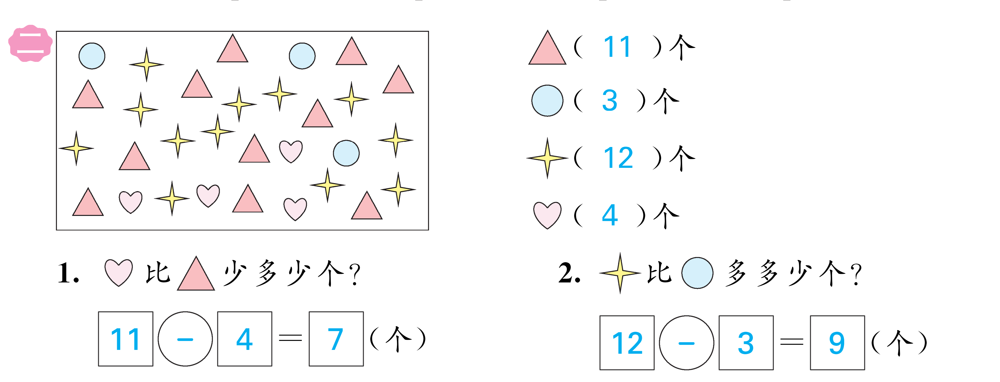 二
（ 11 ）个
（ 3 ）个
（ 12 ）个
（ 4 ）个
1. 比 少多少个？
11 - 4 = 7（个）
2. 比 多多少个？
12 - 3 = 9（个）